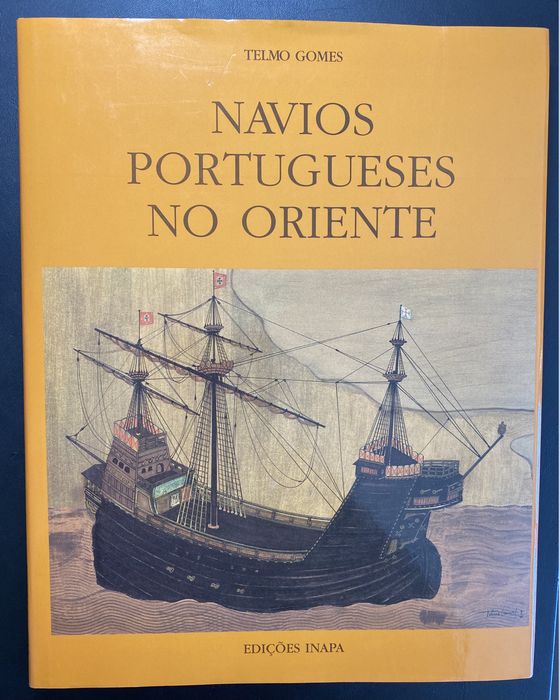 TELMO GOMES
NAVIOS
PORTUGUESES
NO ORIENTE
EDIÇÕES INAPA